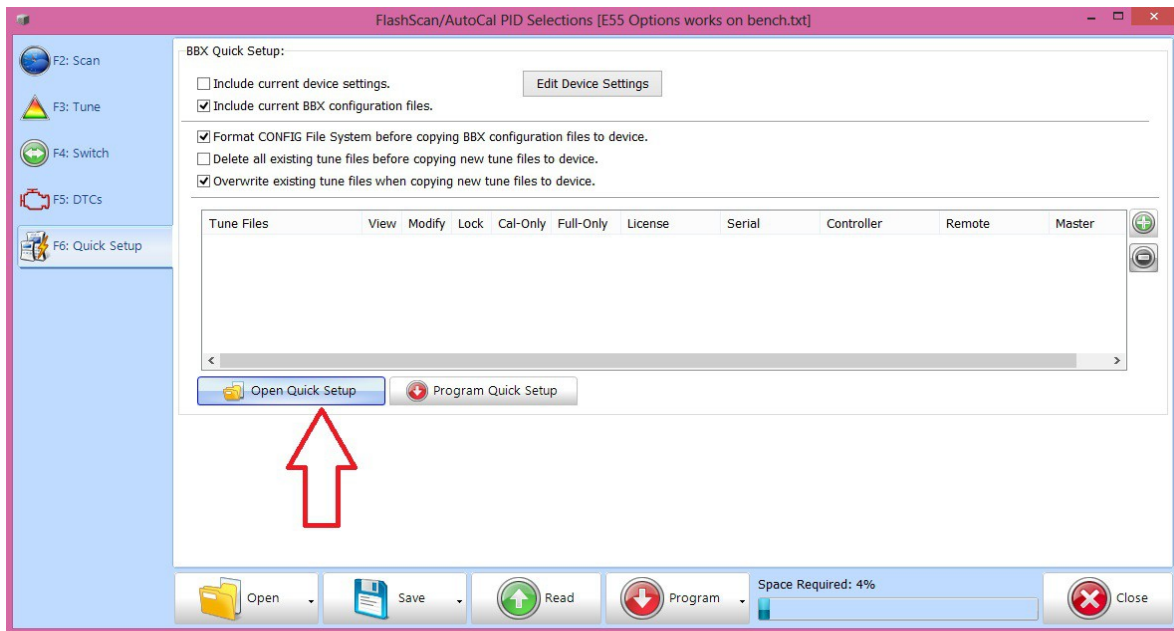 FlashScan/AutoCal PID Selections [E55 Options works on bench.txt]
F2: Scan
F3: Tune
F4: Switch
F5: DTCs
F6: Quick Setup
BBX Quick Setup:
Include current device settings.
Edit Device Settings
Include current BBX configuration files.
Format CONFIG File System before copying BBX configuration files to device.
Delete all existing tune files before copying new tune files to device.
Overwrite existing tune files when copying new tune files to device.
Tune Files View Modify Lock Cal-Only Full-Only License Serial Controller Remote Master
Open Quick Setup Program Quick Setup
Open Save Read Program Space Required: 4% Close